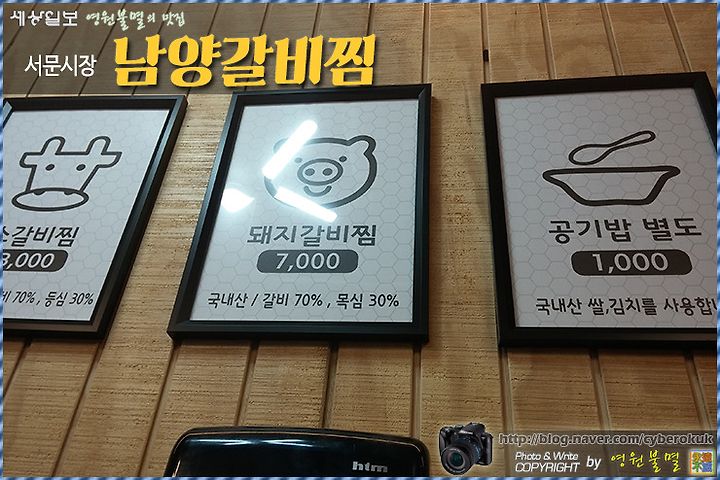 세상일보 영원불멸의 맛집
서문시장 남양갈비찜
소갈비찜
8,000
비 70% , 등심 30%
돼지갈비찜
7,000
국내산 / 갈비 70% , 목심 30%
공기밥 별도
1,000
국내산 쌀,김치를 사용합
htm
http://blog.naver.com/cyberokuk
Photo & Write
COPYRIGHT by 영원불멸